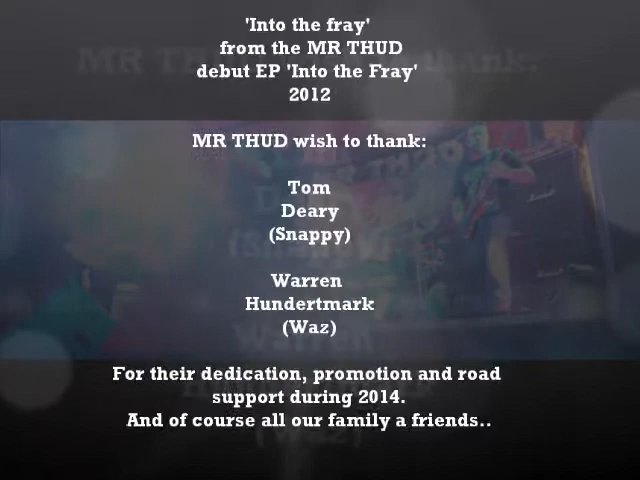 'Into the fray'
from the MR THUD
debut EP 'Into the Fray'
2012
MR THUD wish to thank:
Tom
Deary
(Snappy)
Warren
Hundertmark
(Waz)
For their dedication, promotion and road
support during 2014.
And of course all our family a friends..